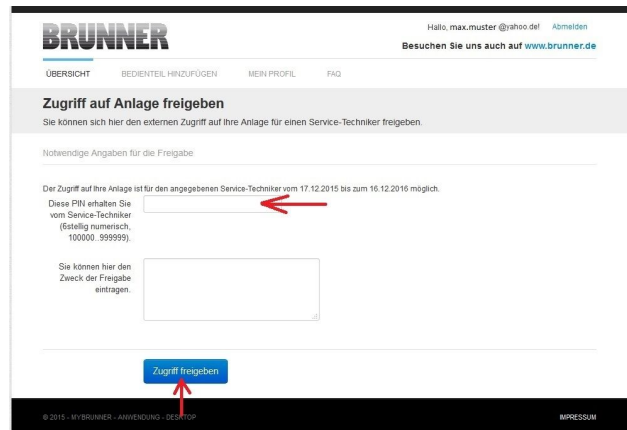 BRUNNER
Hallo, max.muster @yahoo.de! Abmelden
Besuchen Sie uns auch auf www.brunner.de
ÜBERSICHT BEDIENTEIL HINZUFÜGEN MEIN PROFIL FAQ
Zugriff auf Anlage freigeben
Sie können sich hier den externen Zugriff auf Ihre Anlage für einen Service-Techniker freigeben.
Notwendige Angaben für die Freigabe
Der Zugriff auf Ihre Anlage ist für den angegebenen Service-Techniker vom 17.12.2015 bis zum 16.12.2016 möglich.
Diese PIN erhalten Sie
vom Service-Techniker
(6stellig numerisch,
100000..999999).
Sie können hier den
Zweck der Freigabe
eintragen.
Zugriff freigeben
© 2015 - MYBRUNNER - ANWENDUNG - DESKTOP IMPRESSUM